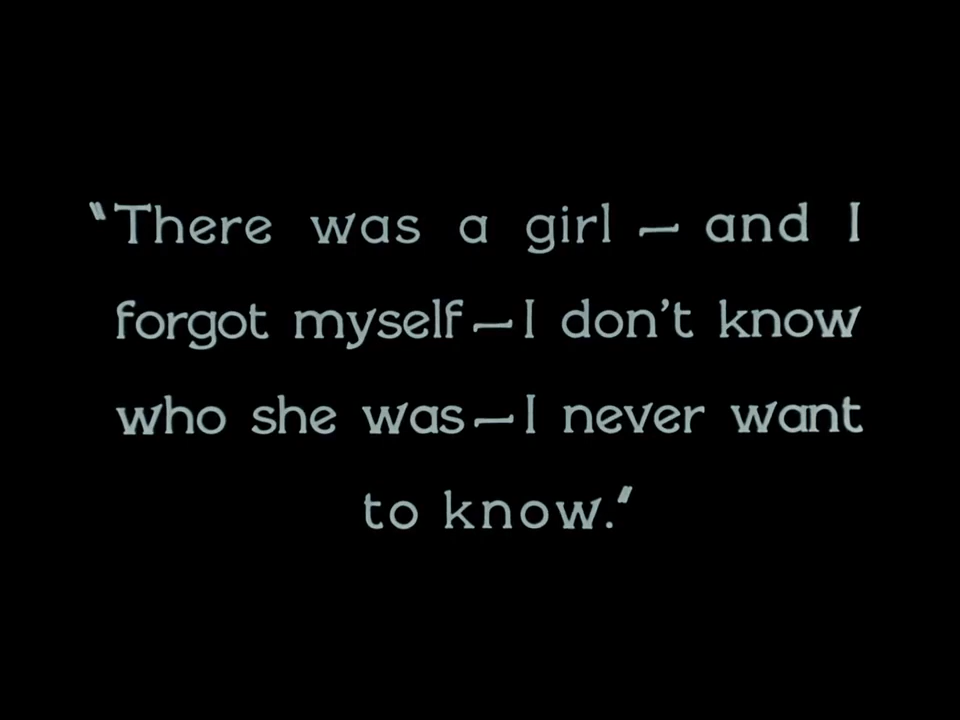 "There was a girl — and I
forgot myself—I don't know
who she was—I never want
to know."